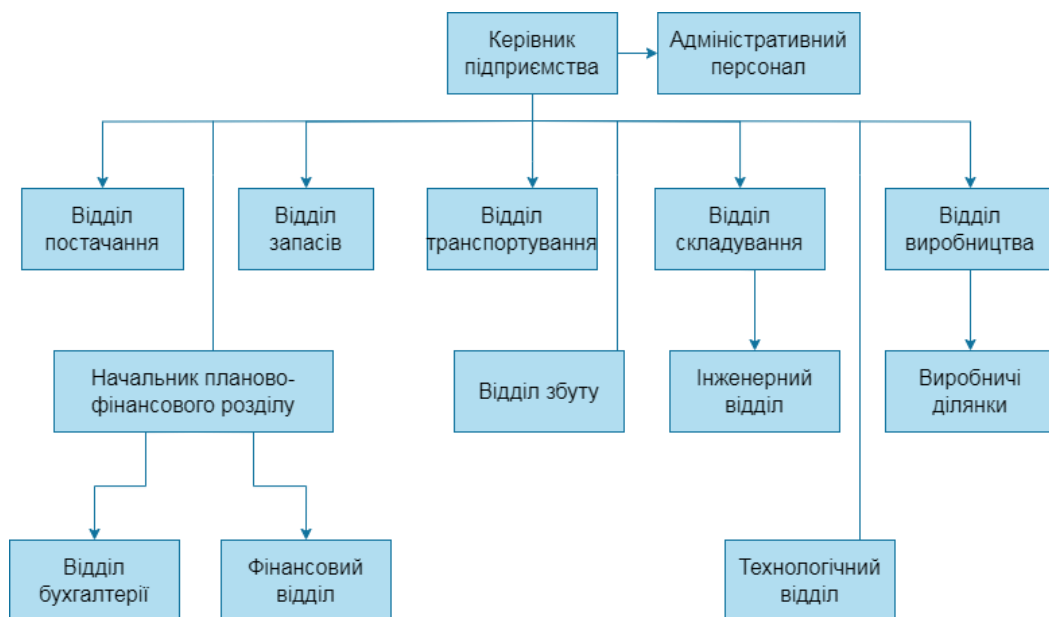 Керівник
підприємства
Адміністративний
персонал
Відділ
постачання
Відділ
запасів
Відділ
транспортування
Відділ
складування
Відділ
виробництва
Начальник планово-
фінансового розділу
Відділ збуту
Інженерний
відділ
Виробничі
ділянки
Відділ
бухгалтерії
Фінансовий
відділ
Технологічний
відділ